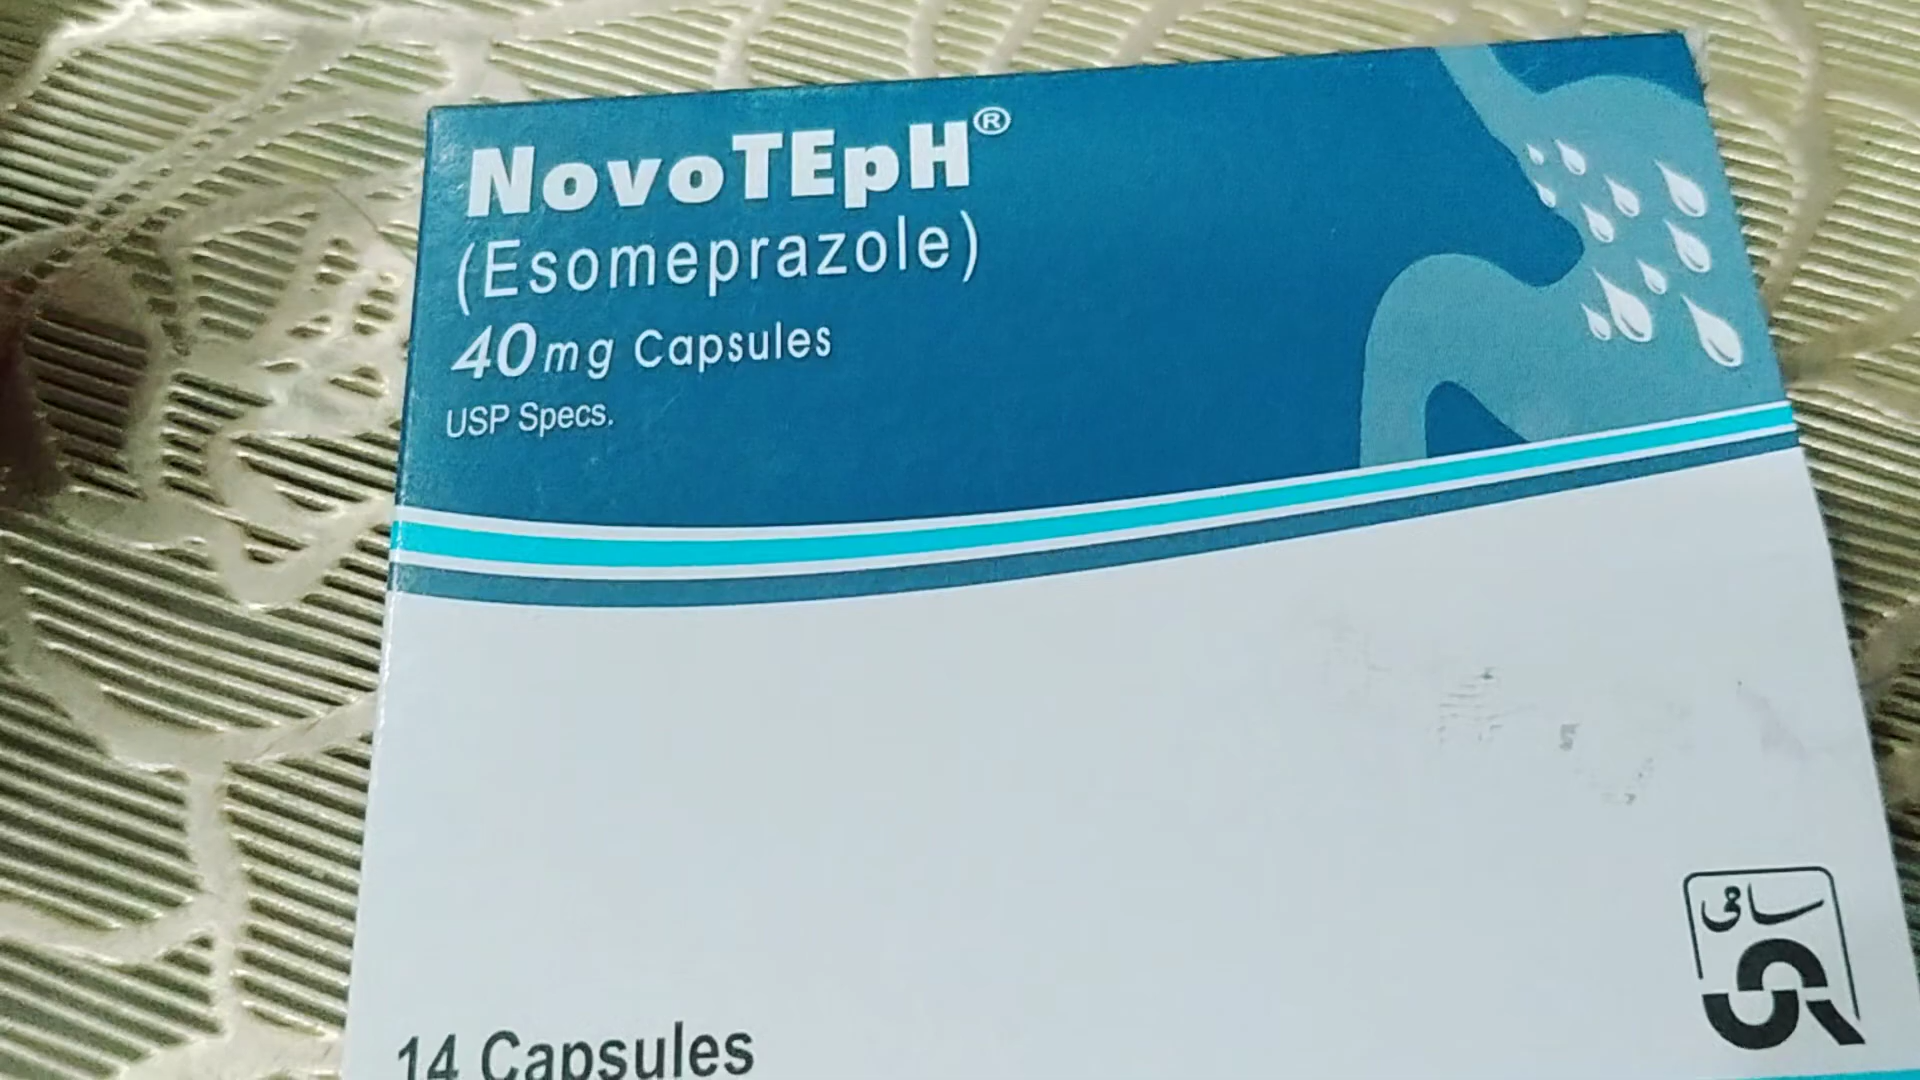 NovoTEpH®
(Esomeprazole)
40mg Capsules
USP Specs.
سامی
14 Capsules